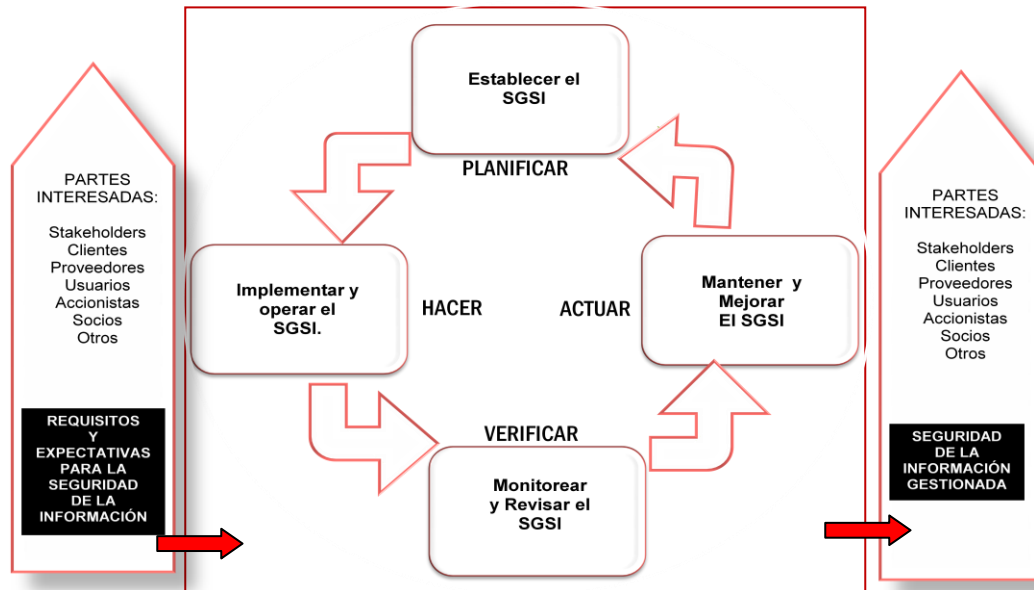 PARTES
INTERESADAS:
Stakeholders
Clientes
Proveedores
Usuarios
Accionistas
Socios
Otros
REQUISITOS
Y
EXPECTATIVAS
PARA LA
SEGURIDAD
DE LA
INFORMACIÓN
Establecer el
SGSI
PLANIFICAR
Implementar y
operar el
SGSI.
HACER
ACTUAR
Mantener y
Mejorar
El SGSI
VERIFICAR
Monitorear
y Revisar el
SGSI
PARTES
INTERESADAS:
Stakeholders
Clientes
Proveedores
Usuarios
Accionistas
Socios
Otros
SEGURIDAD
DE LA
INFORMACIÓN
GESTIONADA